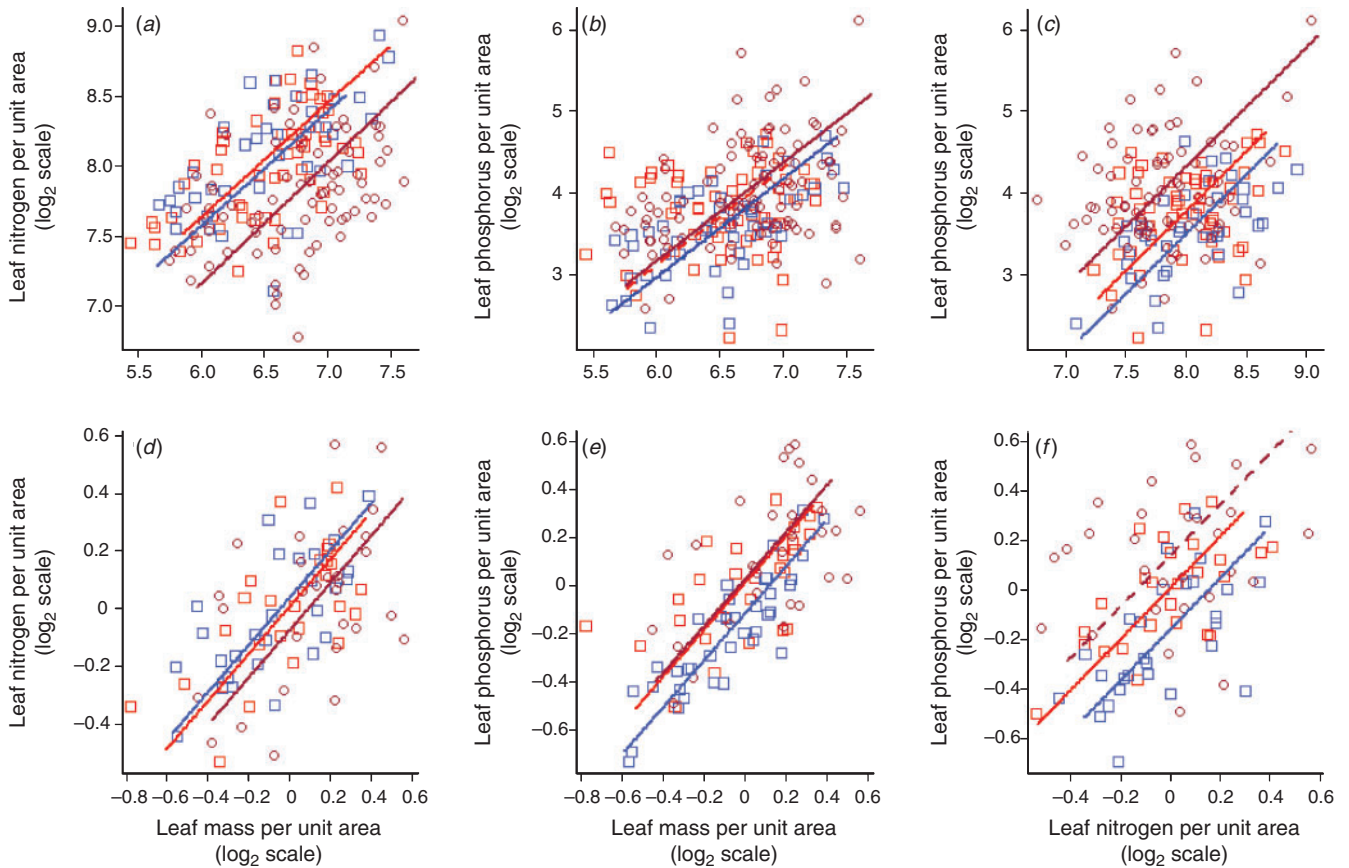 (a)
Leaf nitrogen per unit area
(log₂ scale)
9.0
8.5
8.0
7.5
7.0
5.5 6.0 6.5 7.0 7.5
(b)
Leaf phosphorus per unit area
(log₂ scale)
6
5
4
3
5.5 6.0 6.5 7.0 7.5
(c)
Leaf phosphorus per unit area
(log₂ scale)
6
5
4
3
7.0 7.5 8.0 8.5 9.0
(d)
Leaf nitrogen per unit area
(log₂ scale)
0.6
0.4
0.2
0
−0.2
−0.4
−0.8 −0.6 −0.4 −0.2 0 0.2 0.4 0.6
Leaf mass per unit area
(log₂ scale)
(e)
Leaf phosphorus per unit area
(log₂ scale)
0.6
0.4
0.2
0
−0.2
−0.4
−0.6
−0.8 −0.6 −0.4 −0.2 0 0.2 0.4 0.6
Leaf mass per unit area
(log₂ scale)
(f)
Leaf phosphorus per unit area
(log₂ scale)
0.6
0.4
0.2
0
−0.2
−0.4
−0.6
−0.4 −0.2 0 0.2 0.4 0.6
Leaf nitrogen per unit area
(log₂ scale)